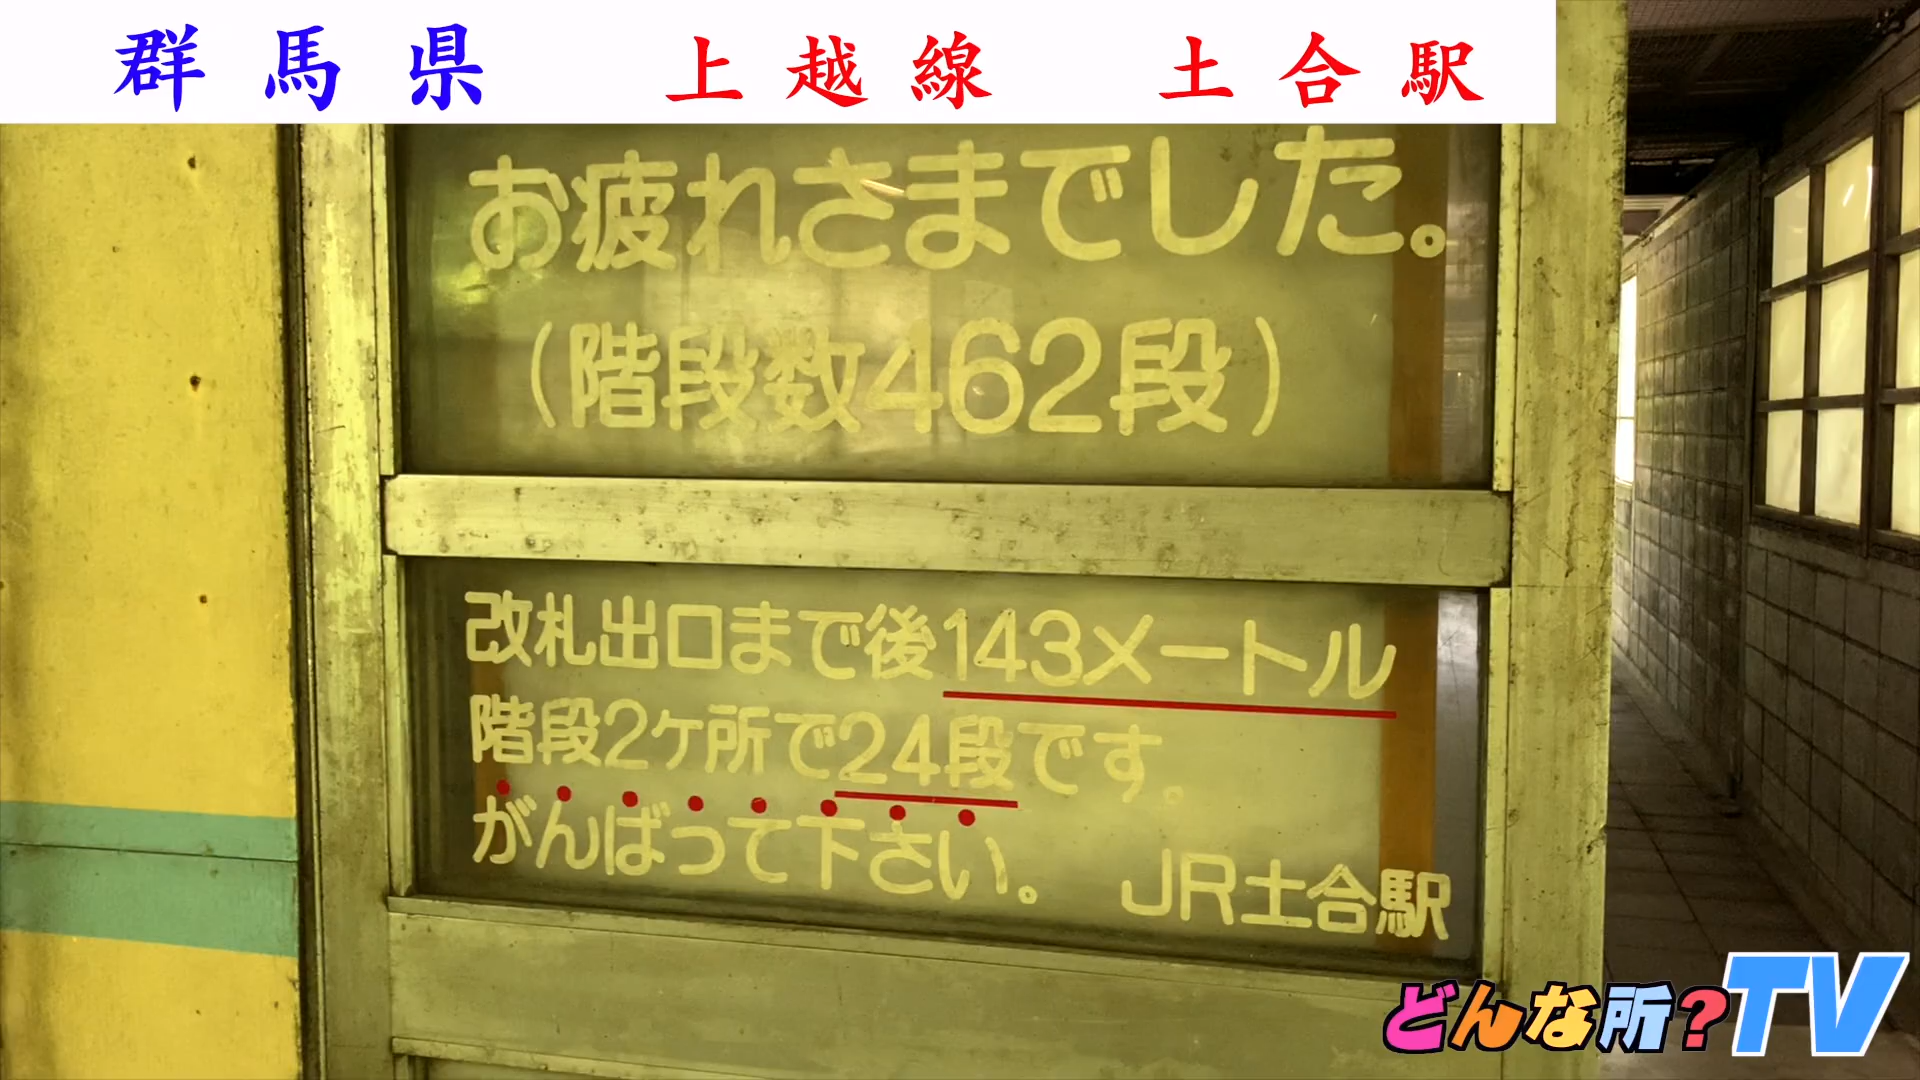 群馬県 上越線 土合駅
お疲れさまでした。
(階段数462段)
改札出口まで後143メートル
階段2ヶ所で24段です。
がんばって下さい。 JR土合駅
どんな所?TV